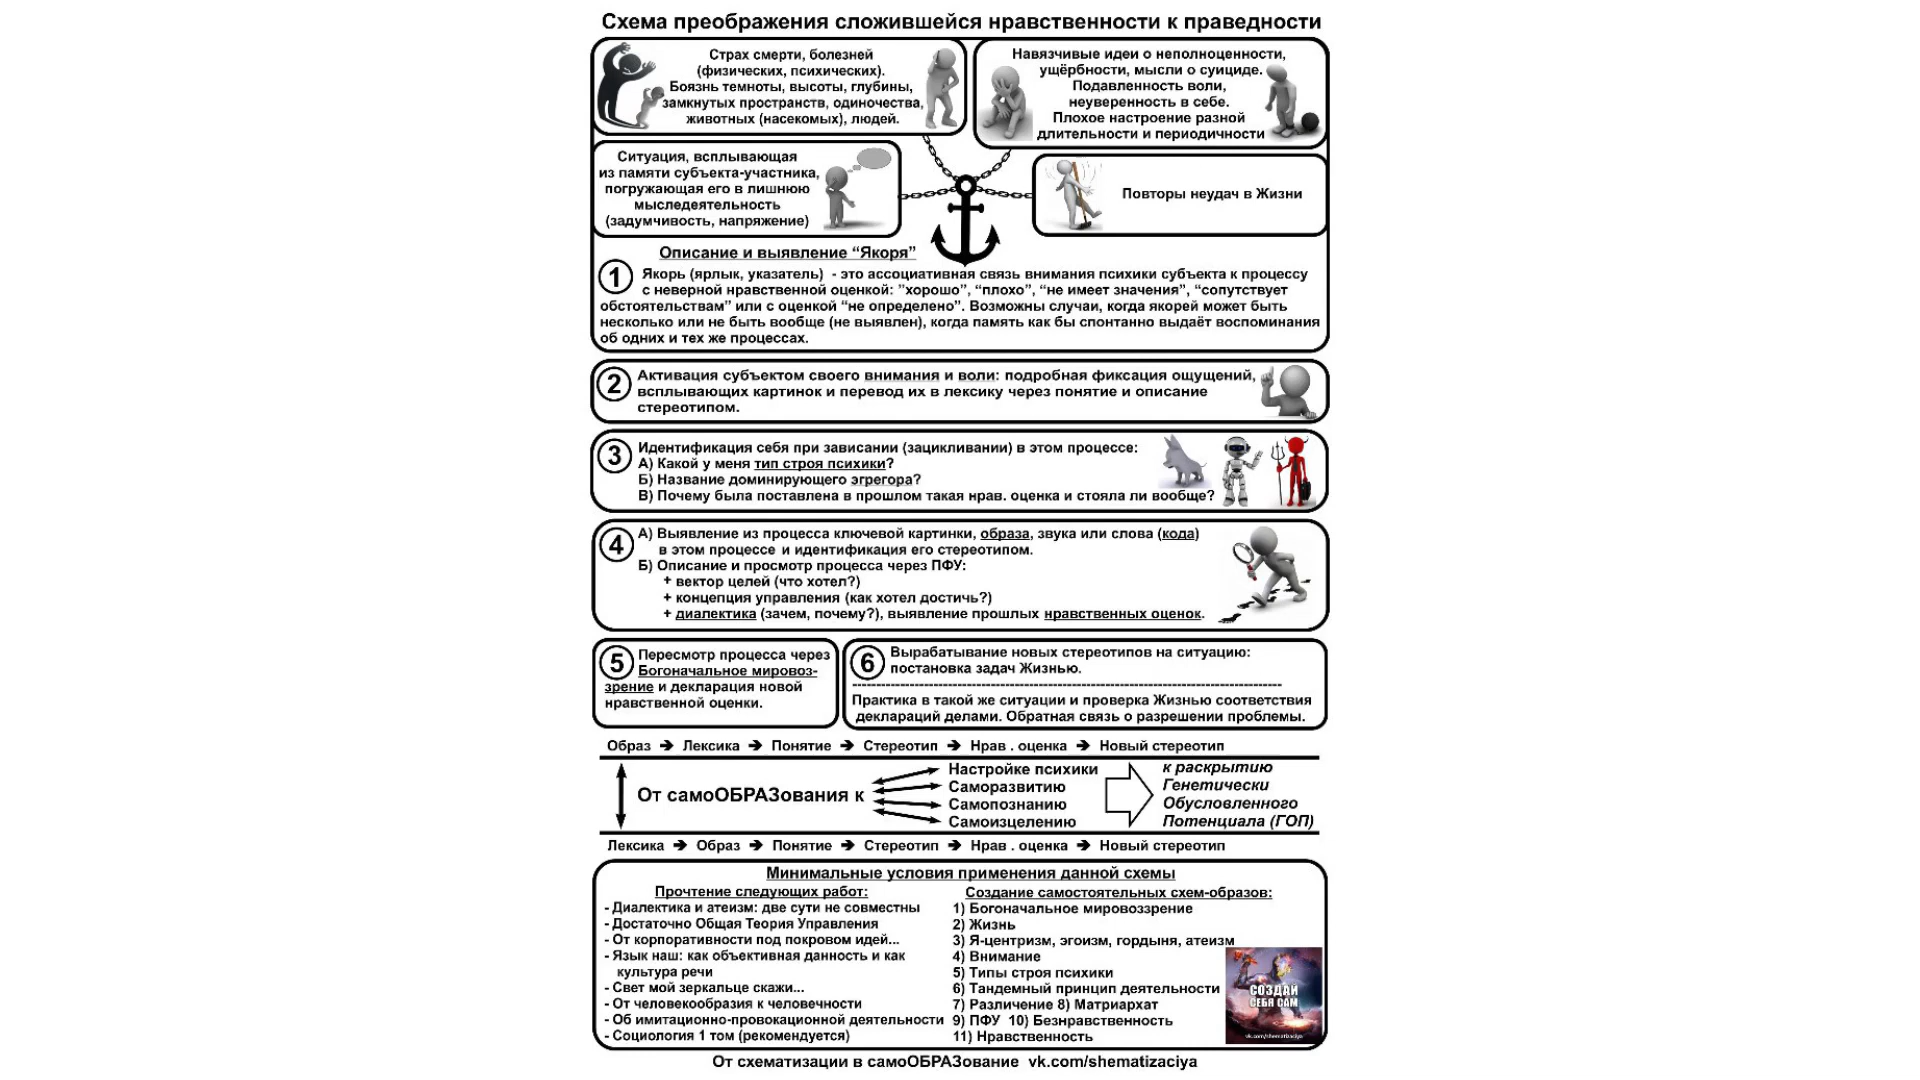 Схема преображения сложившейся нравственности к праведности
Страх смерти, болезней
(физических, психических).
Боязнь темноты, высоты, глубины,
замкнутых пространств, одиночества,
животных (насекомых), людей.
Навязчивые идеи о неполноценности,
ущёрбности, мысли о суициде.
Подавленность воли,
неуверенность в себе.
Плохое настроение разной
длительности и периодичности
Ситуация, всплывающая
из памяти субъекта-участника,
погружающая его в лишнюю
мыследеятельность
(задумчивость, напряжение)
Повторы неудач в Жизни
Описание и выявление “Якоря”
1 Якорь (ярлык, указатель) - это ассоциативная связь внимания психики субъекта к процессу
с неверной нравственной оценкой: ”хорошо”, “плохо”, “не имеет значения”, “сопутствует
обстоятельствам” или с оценкой “не определено”. Возможны случаи, когда якорей может быть
несколько или не быть вообще (не выявлен), когда память как бы спонтанно выдаёт воспоминания
об одних и тех же процессах.
2 Активация субъектом своего внимания и воли: подробная фиксация ощущений,
всплывающих картинок и перевод их в лексику через понятие и описание
стереотипом.
3 Идентификация себя при зависании (зацикливании) в этом процессе:
А) Какой у меня тип строя психики?
Б) Название доминирующего эгрегора?
В) Почему была поставлена в прошлом такая нрав. оценка и стояла ли вообще?
4 А) Выявление из процесса ключевой картинки, образа, звука или слова (кода)
в этом процессе и идентификация его стереотипом.
Б) Описание и просмотр процесса через ПФУ:
+ вектор целей (что хотел?)
+ концепция управления (как хотел достичь?)
+ диалектика (зачем, почему?), выявление прошлых нравственных оценок.
5 Пересмотр процесса через
Богоначальное мировоз-
зрение и декларация новой
нравственной оценки.
6 Вырабатывание новых стереотипов на ситуацию:
постановка задач Жизнью.
Практика в такой же ситуации и проверка Жизнью соответствия
деклараций делами. Обратная связь о разрешении проблемы.
Образ ➔ Лексика ➔ Понятие ➔ Стереотип ➔ Нрав . оценка ➔ Новый стереотип
От самоОБРАЗования к
Настройке психики
Саморазвитию
Самопознанию
Самоизцелению
к раскрытию
Генетически
Обусловленного
Потенциала (ГОП)
Лексика ➔ Образ ➔ Понятие ➔ Стереотип ➔ Нрав . оценка ➔ Новый стереотип
Минимальные условия применения данной схемы
Прочтение следующих работ:
- Диалектика и атеизм: две сути не совместны
- Достаточно Общая Теория Управления
- От корпоративности под покровом идей...
- Язык наш: как объективная данность и как
культура речи
- Свет мой зеркальце скажи...
- От человекообразия к человечности
- Об имитационно-провокационной деятельности
- Социология 1 том (рекомендуется)
Создание самостоятельных схем-образов:
1) Богоначальное мировоззрение
2) Жизнь
3) Я-центризм, эгоизм, гордыня, атеизм
4) Внимание
5) Типы строя психики
6) Тандемный принцип деятельности
7) Различение 8) Матриархат
9) ПФУ 10) Безнравственность
11) Нравственность
СОЗДАЙ
СЕБЯ САМ
vk.com/shematizaciya
От схематизации в самоОБРАЗование vk.com/shematizaciya